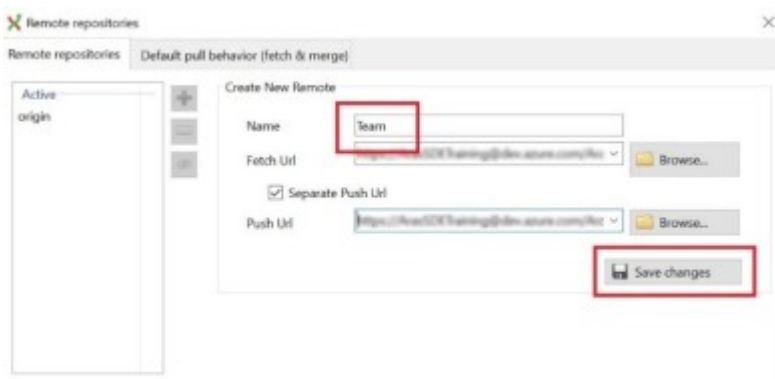 Remote repositories
Remote repositories Default pull behavior (fetch & merge)
Active
origin
Create New Remote
Name Team
Fetch Url Browse...
Separate Push Url
Push Url Browse...
Save changes